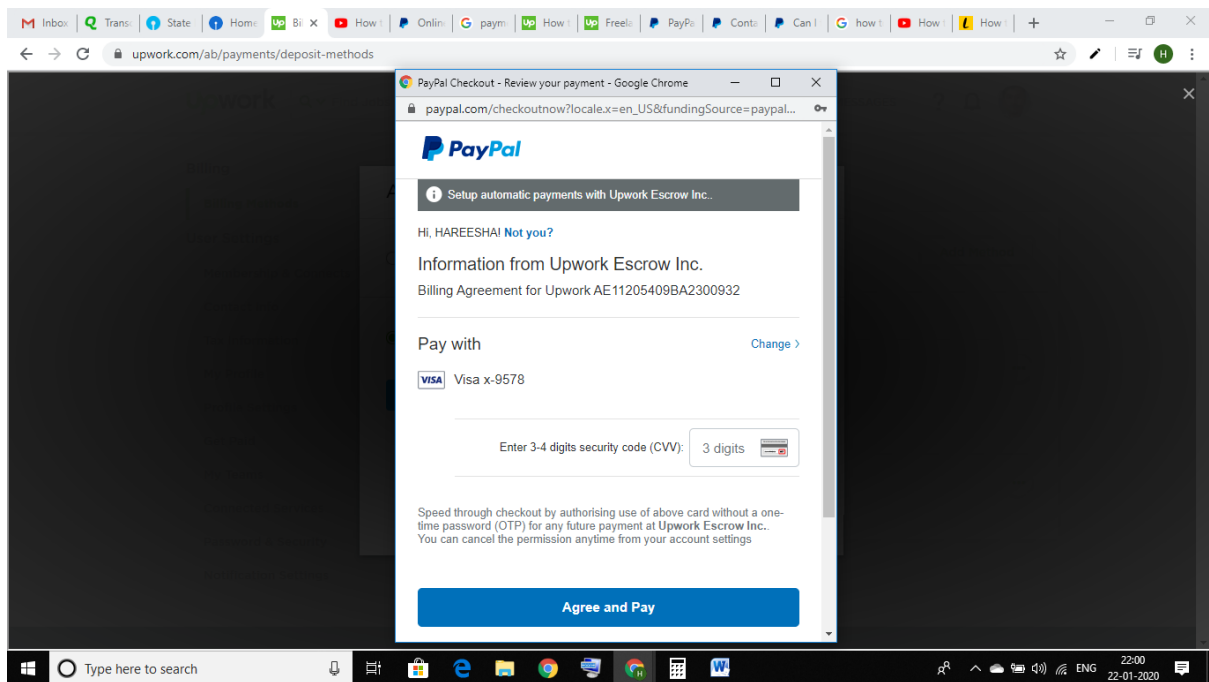 Inbox
Trans
State
Home
Bi
How t
Onlin
paym
How t
Freela
PayPa
Conta
Can I
how t
How t
How t
upwork.com/ab/payments/deposit-methods
H
PayPal Checkout - Review your payment - Google Chrome
paypal.com/checkoutnow?locale.x=en_US&fundingSource=paypal...
PayPal
Setup automatic payments with Upwork Escrow Inc..
Hi, HAREESHA! Not you?
Information from Upwork Escrow Inc.
Billing Agreement for Upwork AE11205409BA2300932
Pay with
Change >
VISA Visa x-9578
Enter 3-4 digits security code (CVV): 3 digits
Speed through checkout by authorising use of above card without a one-
time password (OTP) for any future payment at Upwork Escrow Inc..
You can cancel the permission anytime from your account settings
Agree and Pay
Type here to search
ENG
22:00
22-01-2020